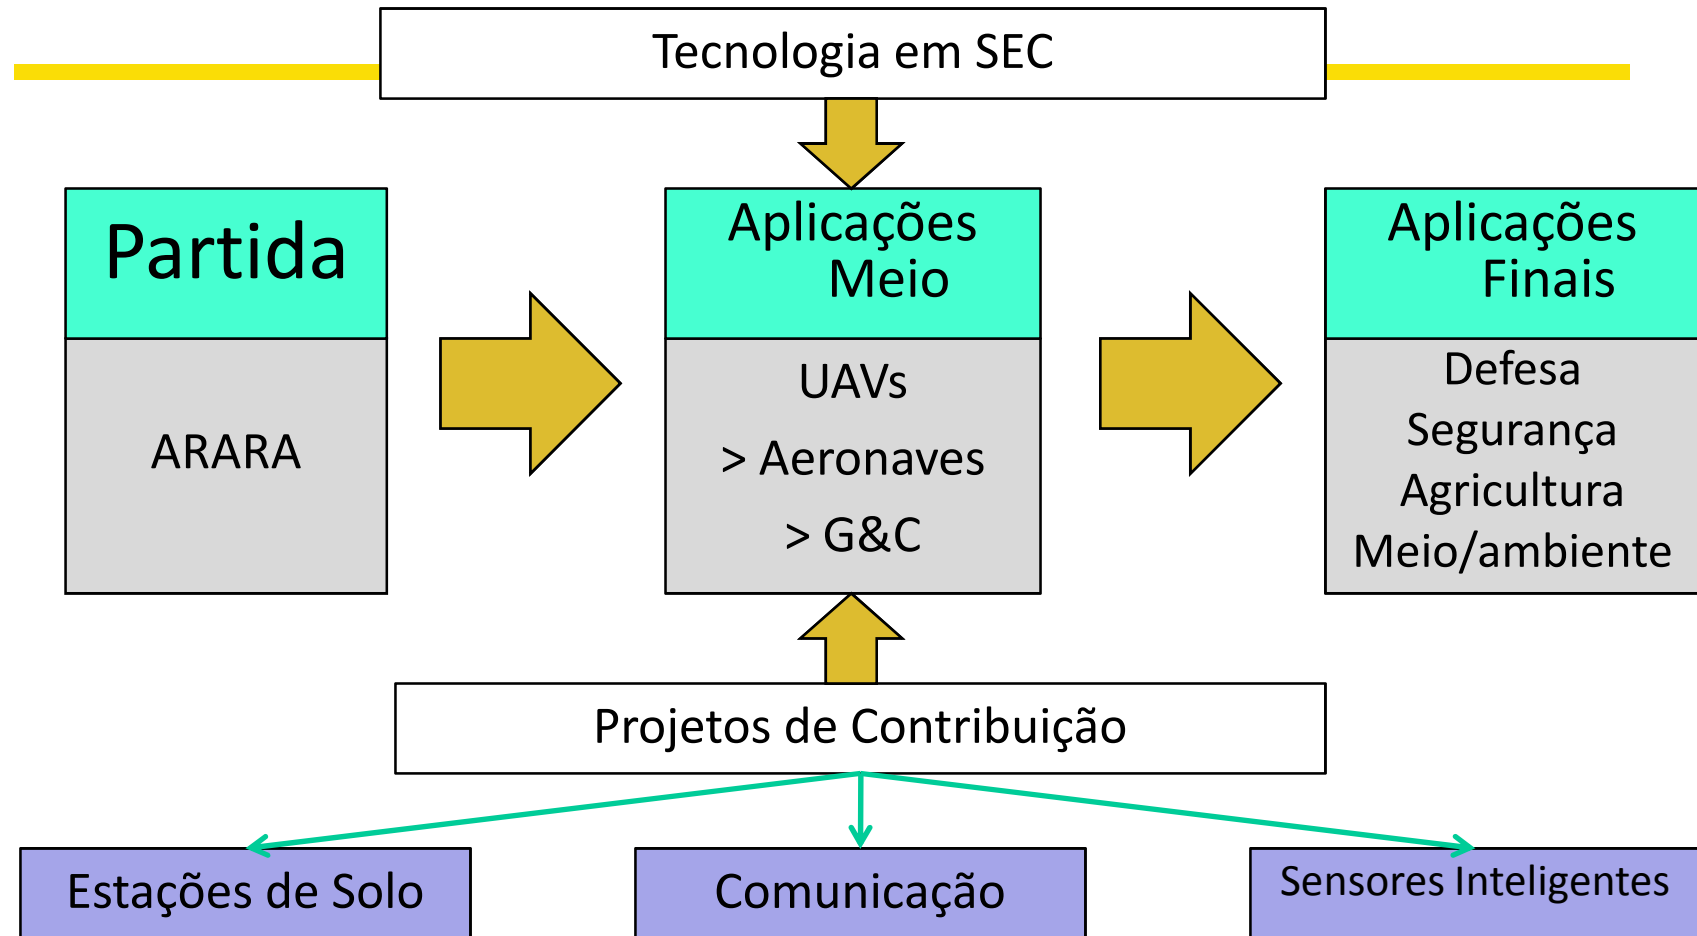 Tecnologia em SEC
Partida
ARARA
Aplicações
Meio
UAVs
> Aeronaves
> G&C
Aplicações
Finais
Defesa
Segurança
Agricultura
Meio/ambiente
Projetos de Contribuição
Estações de Solo
Comunicação
Sensores Inteligentes